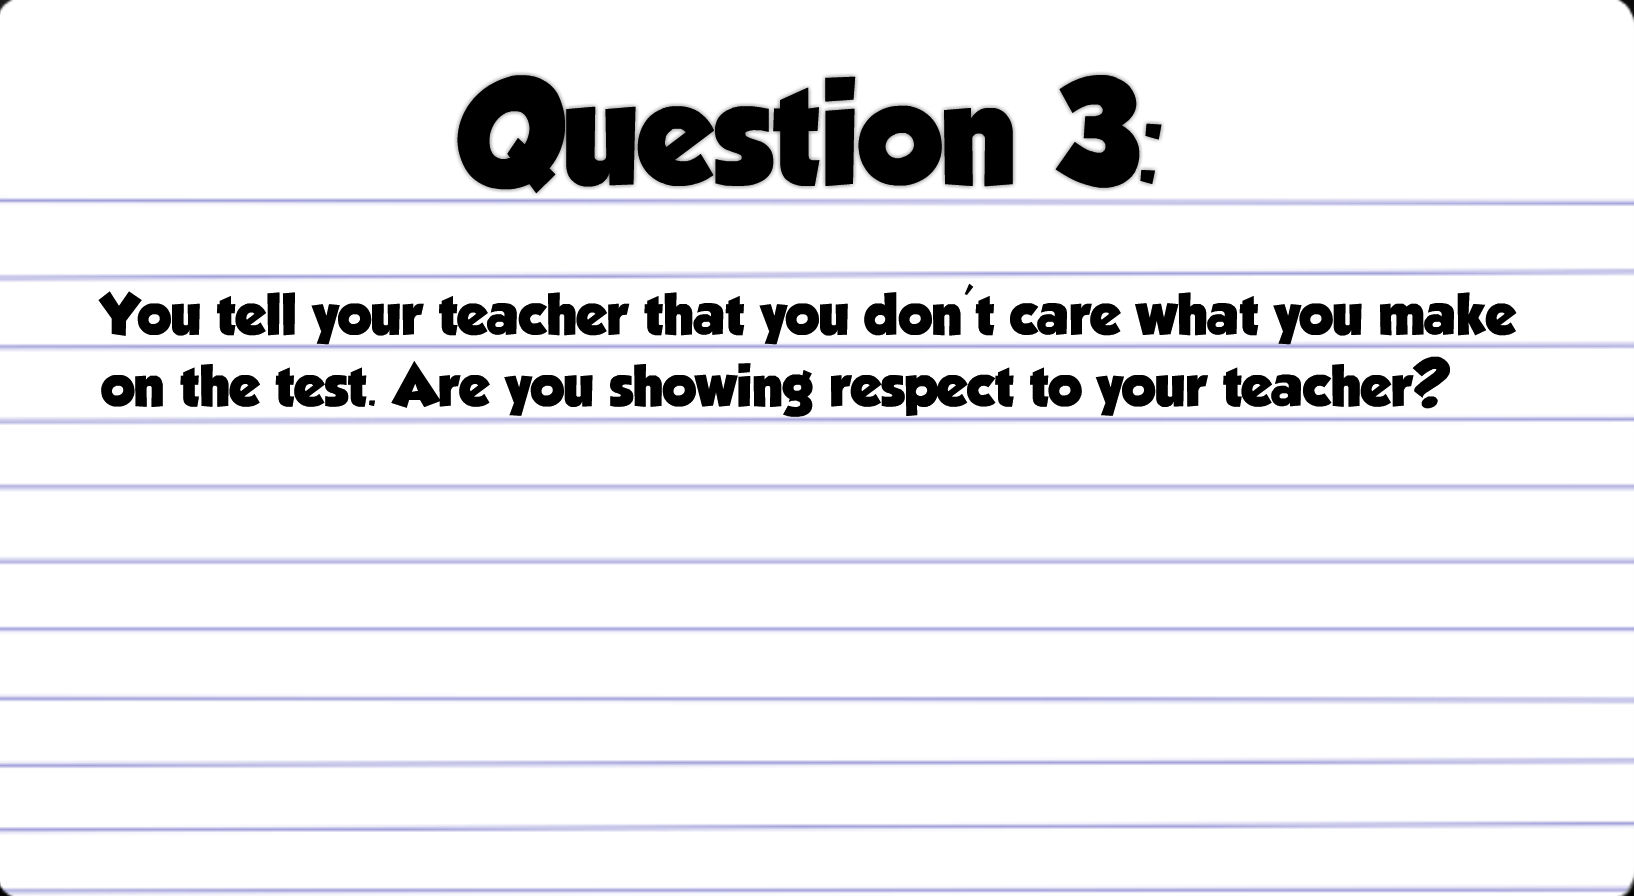 Question 3:
You tell your teacher that you don't care what you make
on the test. Are you showing respect to your teacher?